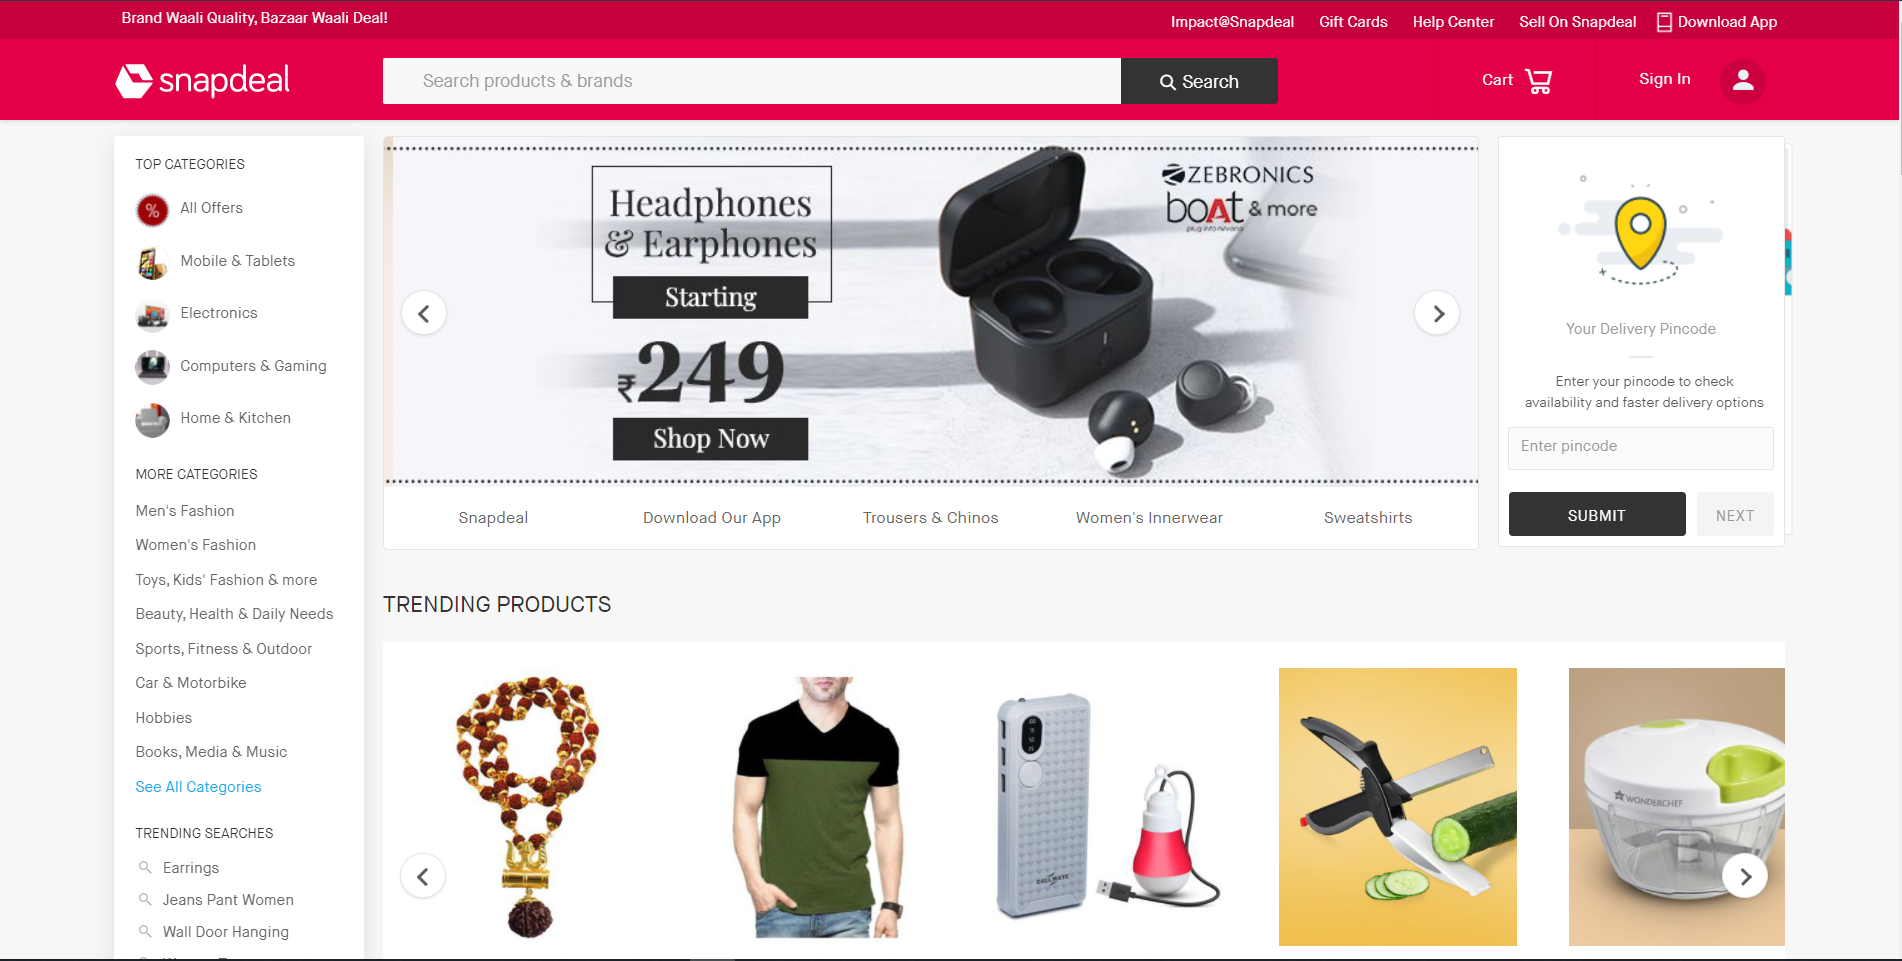 Brand Waali Quality, Bazaar Waali Deal!
Impact@Snapdeal
Gift Cards
Help Center
Sell On Snapdeal
Download App
snapdeal
Search products & brands
Search
Cart
Sign In
TOP CATEGORIES
%
All Offers
Mobile & Tablets
Electronics
Computers & Gaming
Home & Kitchen
MORE CATEGORIES
Men's Fashion
Women's Fashion
Toys, Kids' Fashion & more
Beauty, Health & Daily Needs
Sports, Fitness & Outdoor
Car & Motorbike
Hobbies
Books, Media & Music
See All Categories
TRENDING SEARCHES
Earrings
Jeans Pant Women
Wall Door Hanging
Headphones
& Earphones
Starting
₹249
Shop Now
ZEBRONICS
boAt & more
plug into nirvana
Snapdeal
Download Our App
Trousers & Chinos
Women's Innerwear
Sweatshirts
Your Delivery Pincode
Enter your pincode to check
availability and faster delivery options
Enter pincode
SUBMIT
NEXT
TRENDING PRODUCTS
CALLMATE
WONDERCHEF